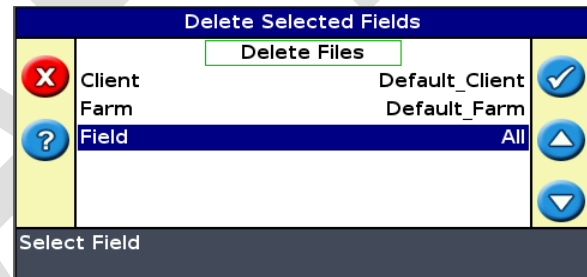 Delete Selected Fields
Delete Files
Client Default_Client
Farm Default_Farm
Field All
Select Field